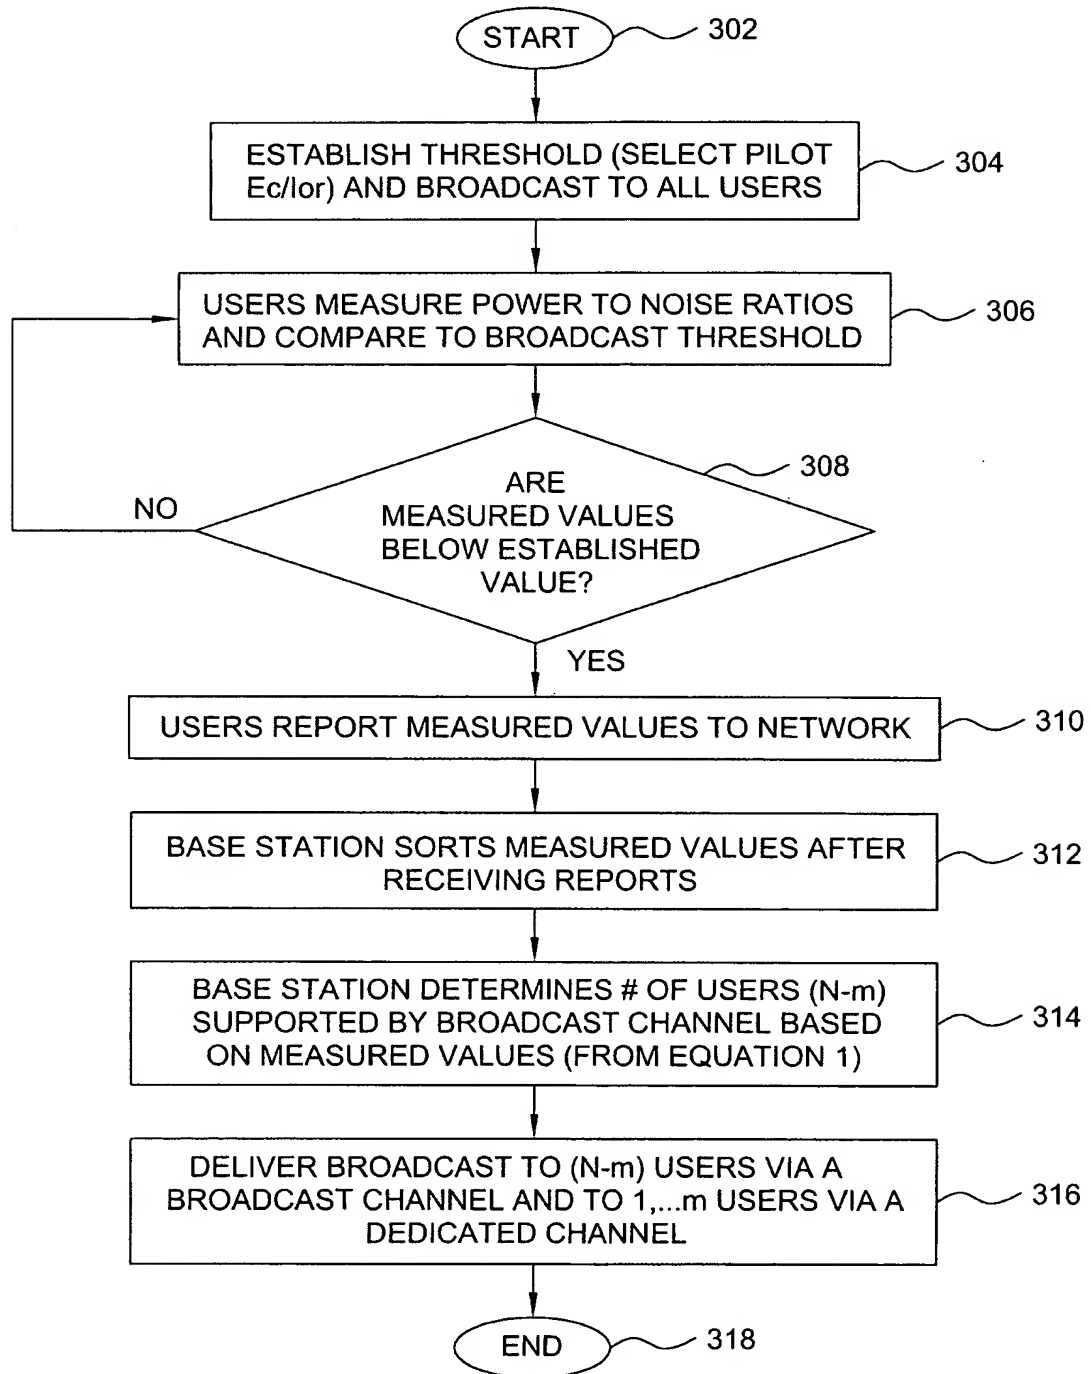 START
302
ESTABLISH THRESHOLD (SELECT PILOT
Ec/Ior) AND BROADCAST TO ALL USERS
304
USERS MEASURE POWER TO NOISE RATIOS
AND COMPARE TO BROADCAST THRESHOLD
306
ARE
MEASURED VALUES
BELOW ESTABLISHED
VALUE?
308
NO
YES
USERS REPORT MEASURED VALUES TO NETWORK
310
BASE STATION SORTS MEASURED VALUES AFTER
RECEIVING REPORTS
312
BASE STATION DETERMINES # OF USERS (N-m)
SUPPORTED BY BROADCAST CHANNEL BASED
ON MEASURED VALUES (FROM EQUATION 1)
314
DELIVER BROADCAST TO (N-m) USERS VIA A
BROADCAST CHANNEL AND TO 1,...m USERS VIA A
DEDICATED CHANNEL
316
END
318